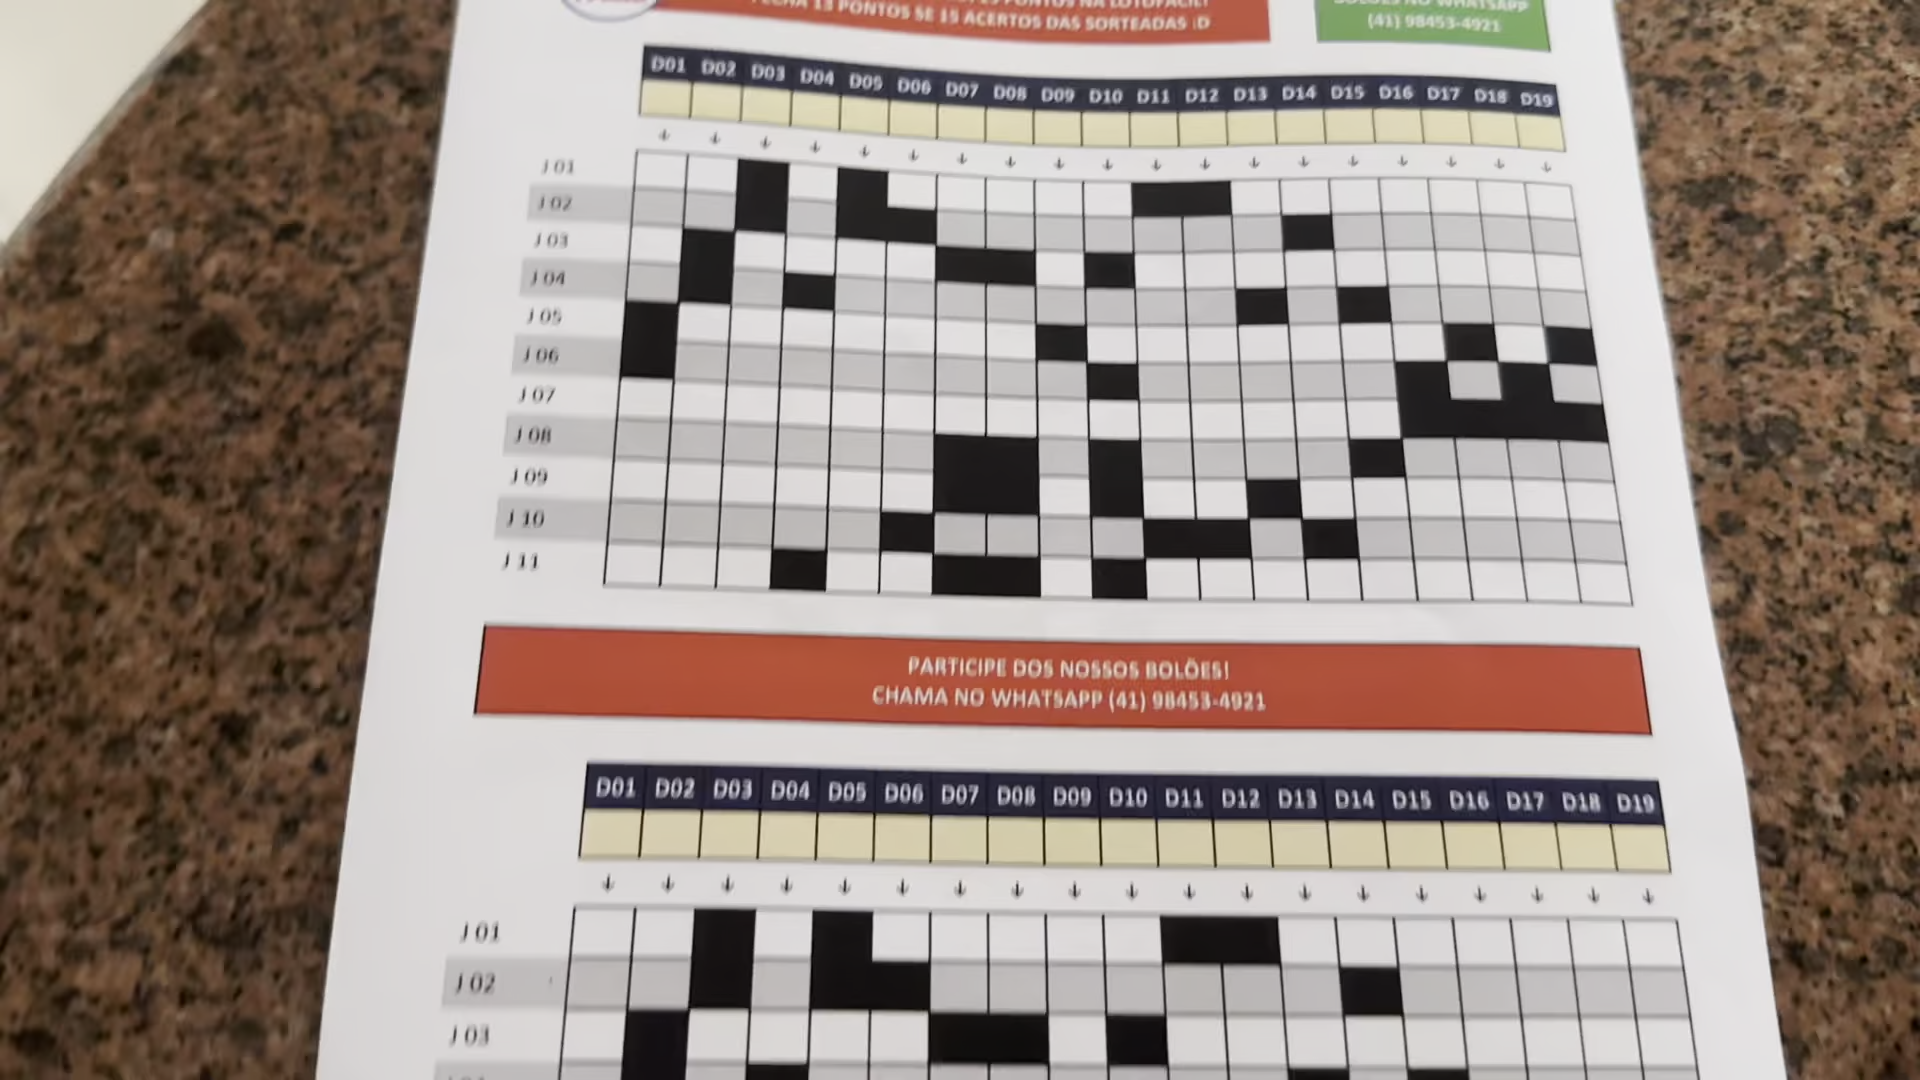 FECHA 13 PONTOS SE 15 ACERTOS DAS SORTEADAS :D
BOLÕES NO WHATSAPP
(41) 98453-4921
D01 D02 D03 D04 D05 D06 D07 D08 D09 D10 D11 D12 D13 D14 D15 D16 D17 D18 D19
J 01
J 02
J 03
J 04
J 05
J 06
J 07
J 08
J 09
J 10
J 11
PARTICIPE DOS NOSSOS BOLÕES!
CHAMA NO WHATSAPP (41) 98453-4921
D01 D02 D03 D04 D05 D06 D07 D08 D09 D10 D11 D12 D13 D14 D15 D16 D17 D18 D19
J 01
J 02
J 03